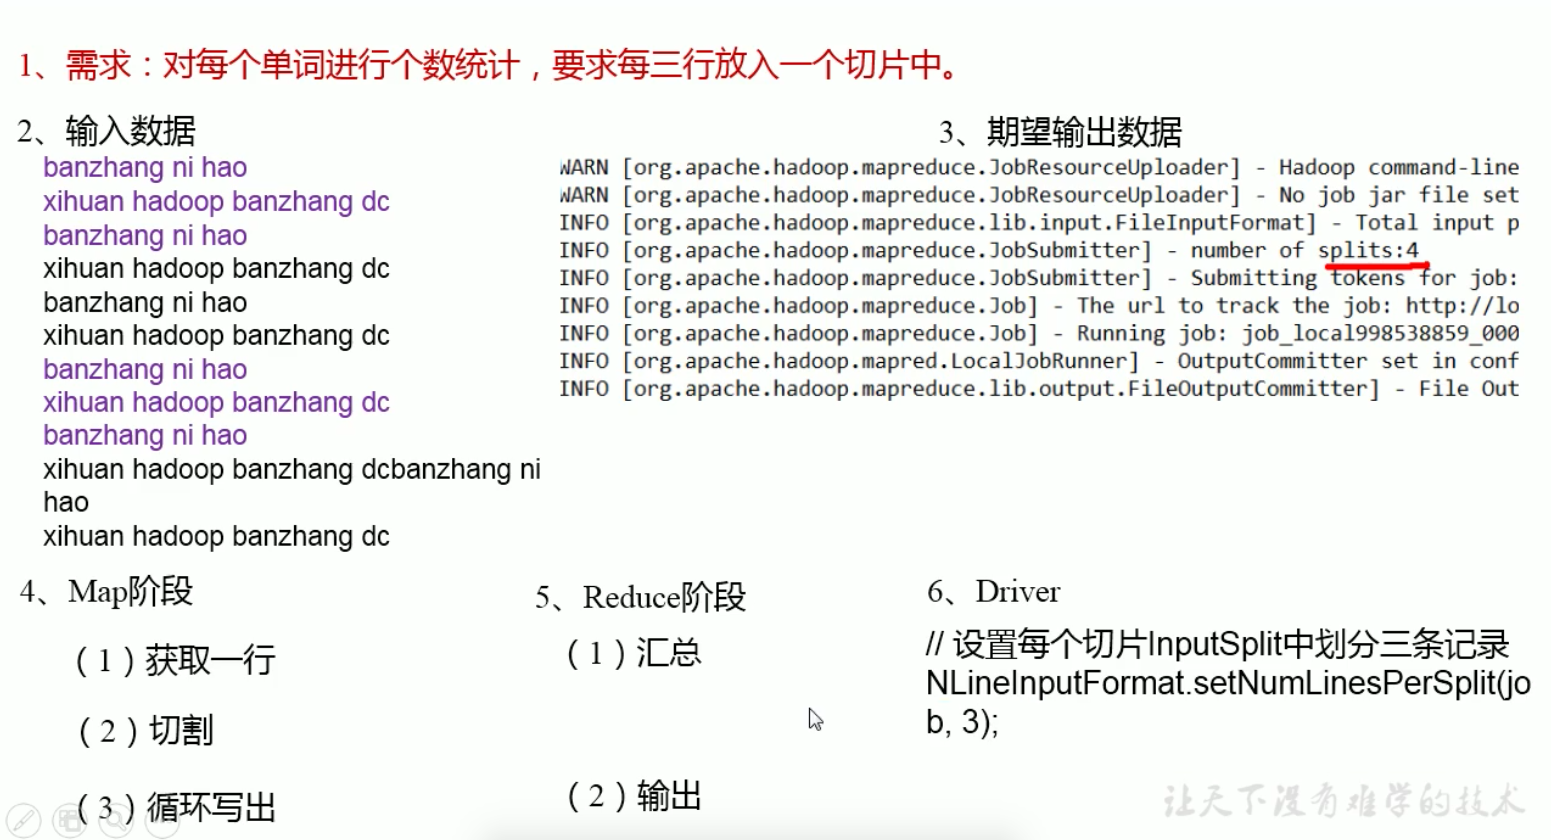 1、需求：对每个单词进行个数统计，要求每三行放入一个切片中。
2、输入数据
banzhang ni hao
xihuan hadoop banzhang dc
banzhang ni hao
xihuan hadoop banzhang dc
banzhang ni hao
xihuan hadoop banzhang dc
banzhang ni hao
xihuan hadoop banzhang dc
banzhang ni hao
xihuan hadoop banzhang dcbanzhang ni
hao
xihuan hadoop banzhang dc
3、期望输出数据
WARN [org.apache.hadoop.mapreduce.JobResourceUploader] - Hadoop command-line
WARN [org.apache.hadoop.mapreduce.JobResourceUploader] - No job jar file set
INFO [org.apache.hadoop.mapreduce.lib.input.FileInputFormat] - Total input p
INFO [org.apache.hadoop.mapreduce.JobSubmitter] - number of splits:4
INFO [org.apache.hadoop.mapreduce.JobSubmitter] - Submitting tokens for job:
INFO [org.apache.hadoop.mapreduce.Job] - The url to track the job: http://lo
INFO [org.apache.hadoop.mapreduce.Job] - Running job: job_local998538859_000
INFO [org.apache.hadoop.mapred.LocalJobRunner] - OutputCommitter set in conf
INFO [org.apache.hadoop.mapreduce.lib.output.FileOutputCommitter] - File Out
4、Map阶段
（1）获取一行
（2）切割
（3）循环写出
5、Reduce阶段
（1）汇总
（2）输出
6、Driver
// 设置每个切片InputSplit中划分三条记录
NLineInputFormat.setNumLinesPerSplit(jo
b, 3);
让天下没有难学的技术